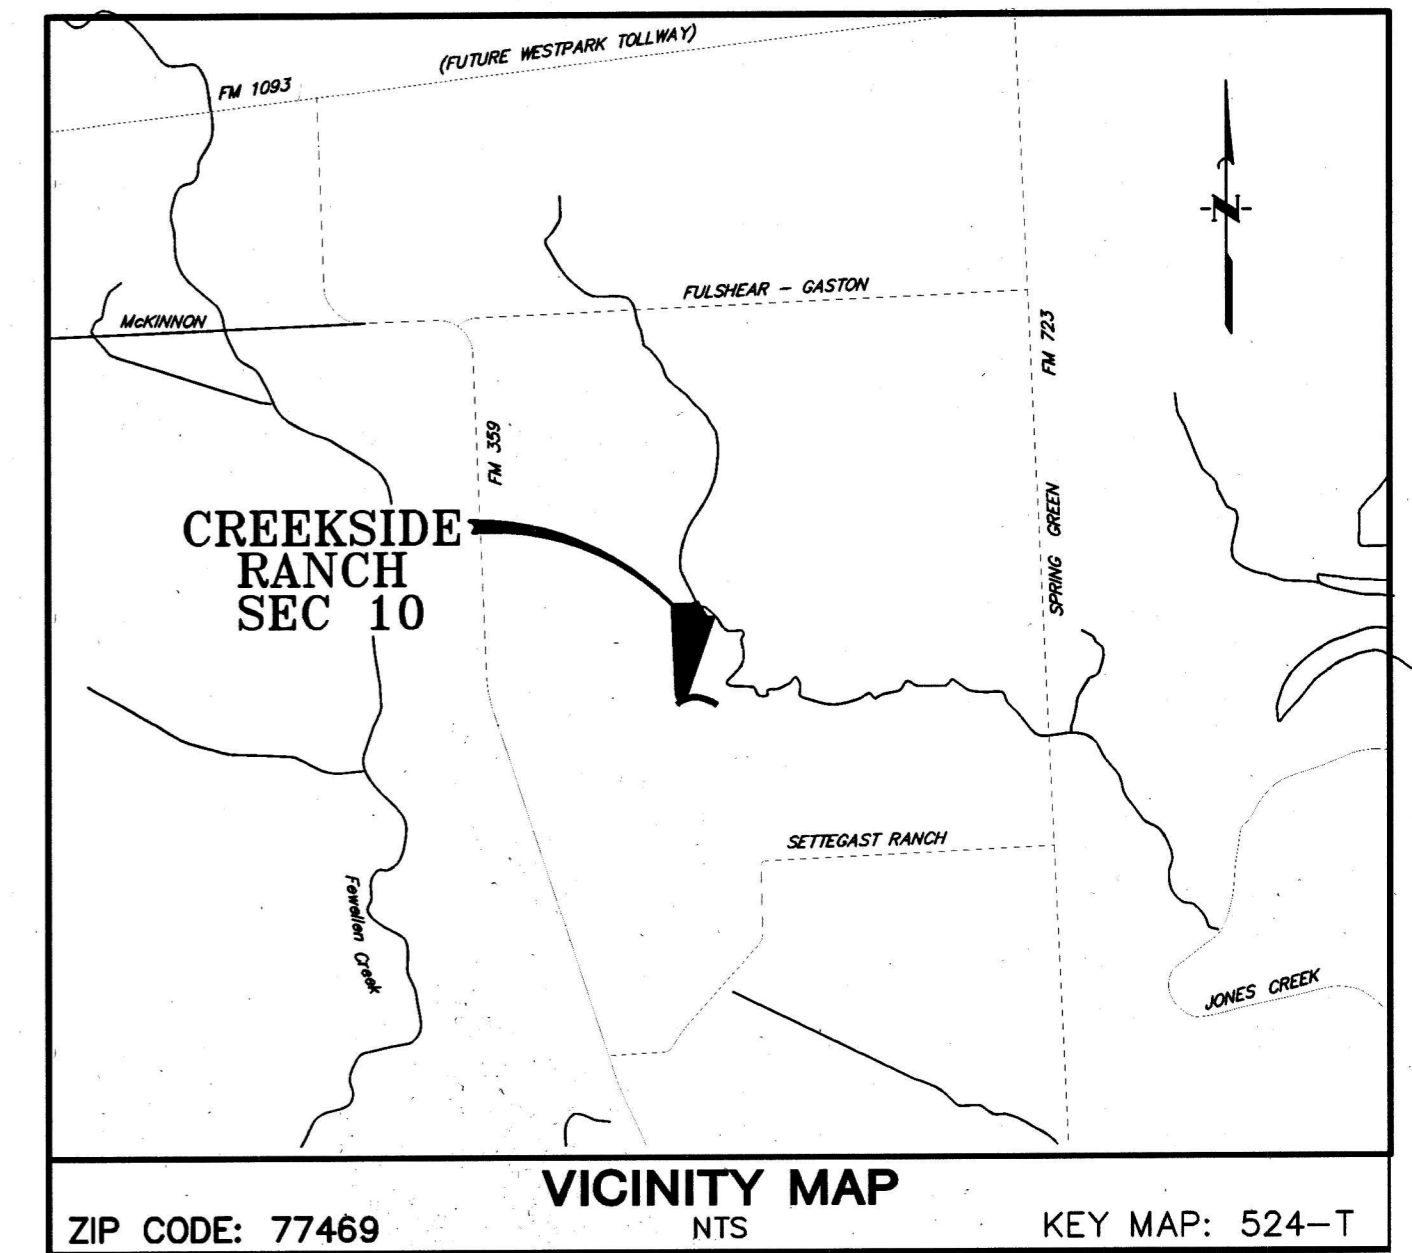 (FUTURE WESTPARK TOLLWAY)
FM 1093
N
FULSHEAR - GASTON
McKINNON
FM 723
FM 359
CREEKSIDE
RANCH
SEC 10
SPRING GREEN
SETTEGAST RANCH
Fewellen Creek
JONES CREEK
VICINITY MAP
ZIP CODE: 77469
NTS
KEY MAP: 524-T